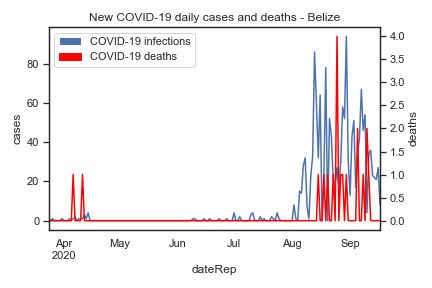 New COVID-19 daily cases and deaths - Belize
COVID-19 infections
COVID-19 deaths
80
60
40
20
0
cases
4.0
3.5
3.0
2.5
2.0
1.5
1.0
0.5
0.0
deaths
Apr May Jun Jul Aug Sep
2020
dateRep